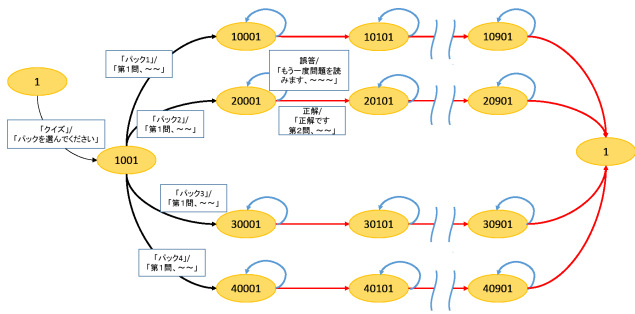 1
「クイズ」/
「パックを選んでください」
1001
「パック1」/
「第1問、～～」
「パック2」/
「第1問、～～」
「パック3」/
「第1問、～～」
「パック4」/
「第1問、～～」
10001
10101
10901
誤答/
「もう一度問題を読
みます、～～～」
20001
20101
20901
正解/
「正解です
第2問、～～」
30001
30101
30901
40001
40101
40901
1